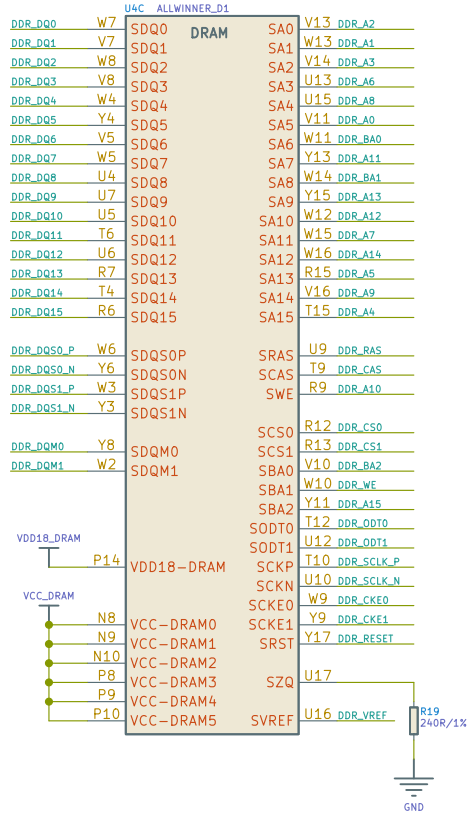 U4C ALLWINNER_D1
DRAM
DDR_DQ0 W7 SDQ0 SA0 V13 DDR_A2
DDR_DQ1 V7 SDQ1 SA1 W13 DDR_A1
DDR_DQ2 W8 SDQ2 SA2 V14 DDR_A3
DDR_DQ3 V8 SDQ3 SA3 U13 DDR_A6
DDR_DQ4 W4 SDQ4 SA4 U15 DDR_A8
DDR_DQ5 Y4 SDQ5 SA5 V11 DDR_A0
DDR_DQ6 V5 SDQ6 SA6 W11 DDR_BA0
DDR_DQ7 W5 SDQ7 SA7 Y13 DDR_A11
DDR_DQ8 U4 SDQ8 SA8 W14 DDR_BA1
DDR_DQ9 U7 SDQ9 SA9 Y15 DDR_A13
DDR_DQ10 U5 SDQ10 SA10 W12 DDR_A12
DDR_DQ11 T6 SDQ11 SA11 W15 DDR_A7
DDR_DQ12 U6 SDQ12 SA12 W16 DDR_A14
DDR_DQ13 R7 SDQ13 SA13 R15 DDR_A5
DDR_DQ14 T4 SDQ14 SA14 V16 DDR_A9
DDR_DQ15 R6 SDQ15 SA15 T15 DDR_A4
DDR_DQS0_P W6 SDQS0P SRAS U9 DDR_RAS
DDR_DQS0_N Y6 SDQS0N SCAS T9 DDR_CAS
DDR_DQS1_P W3 SDQS1P SWE R9 DDR_A10
DDR_DQS1_N Y3 SDQS1N
SCS0 R12 DDR_CS0
DDR_DQM0 Y8 SDQM0 SCS1 R13 DDR_CS1
DDR_DQM1 W2 SDQM1 SBA0 V10 DDR_BA2
SBA1 W10 DDR_WE
SBA2 Y11 DDR_A15
SODT0 T12 DDR_ODT0
VDD18_DRAM SODT1 U12 DDR_ODT1
P14 VDD18-DRAM SCKP T10 DDR_SCLK_P
SCKN U10 DDR_SCLK_N
VCC_DRAM SCKE0 W9 DDR_CKE0
N8 VCC-DRAM0 SCKE1 Y9 DDR_CKE1
N9 VCC-DRAM1 SRST Y17 DDR_RESET
N10 VCC-DRAM2
P8 VCC-DRAM3 SZQ U17
P9 VCC-DRAM4
P10 VCC-DRAM5 SVREF U16 DDR_VREF
R19
240R/1%
GND